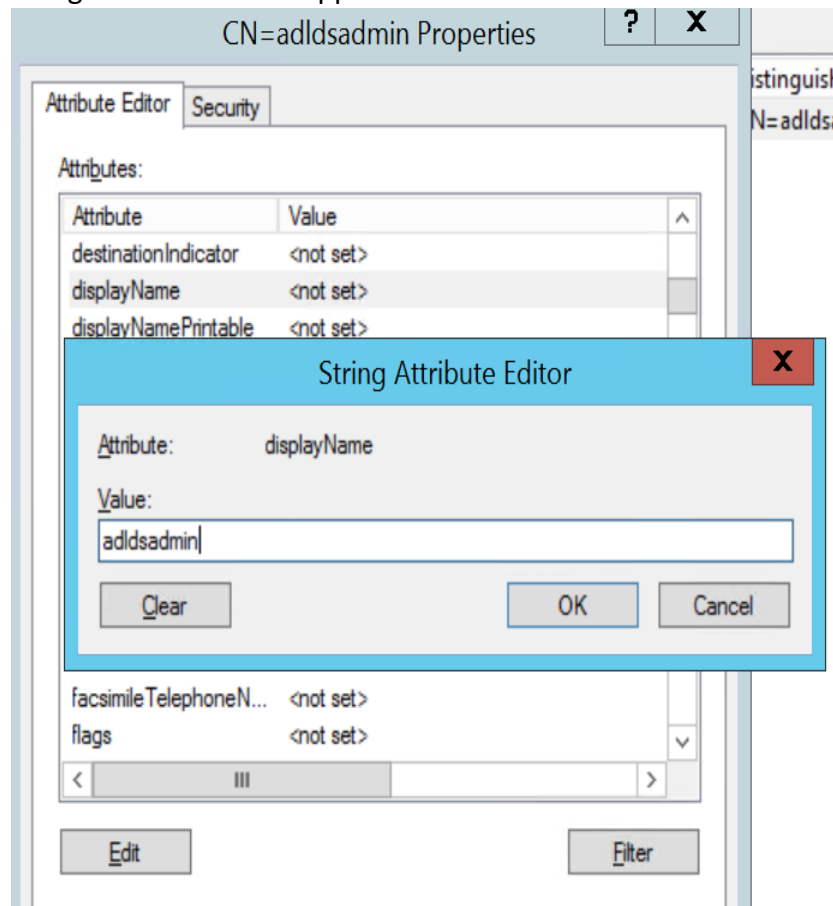 CN=adldsadmin Properties
? X
Attribute Editor Security
N=adlds
Attributes:
Attribute Value
destinationIndicator <not set>
displayName <not set>
displayNamePrintable <not set>
String Attribute Editor X
Attribute: displayName
Value:
adldsadmin
Clear OK Cancel
facsimileTelephoneN... <not set>
flags <not set>
Edit Filter